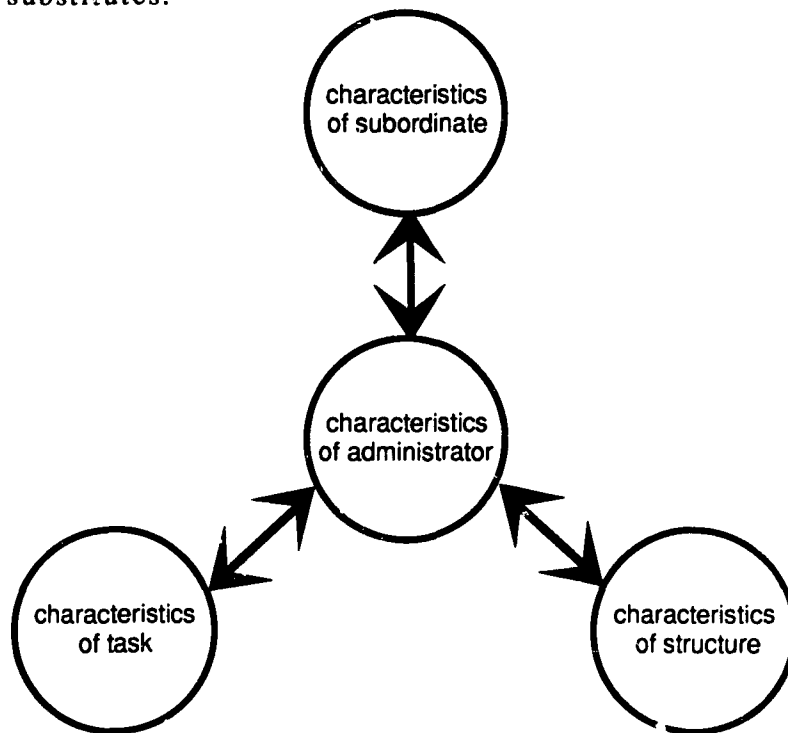 substitutes.
characteristics
of subordinate
characteristics
of administrator
characteristics
of task
characteristics
of structure